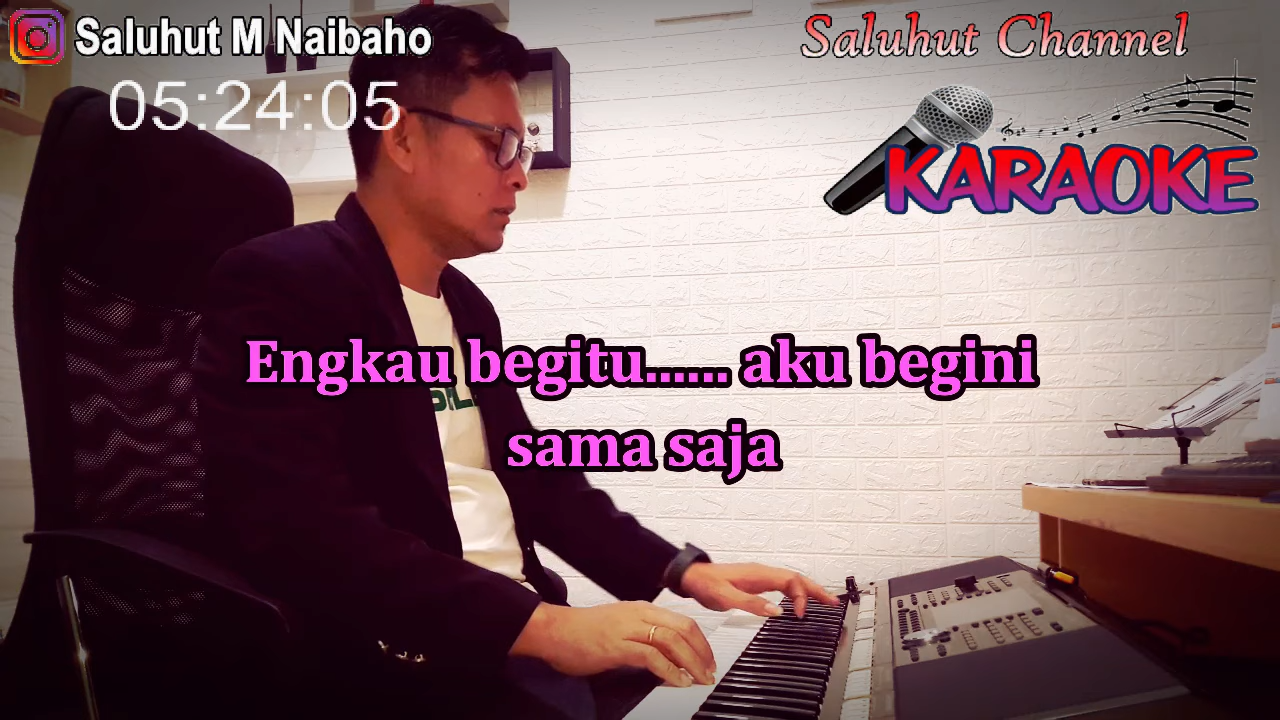 Saluhut M Naibaho
Saluhut Channel
05:24:05
KARAOKE
Engkau begitu...... aku begini
sama saja